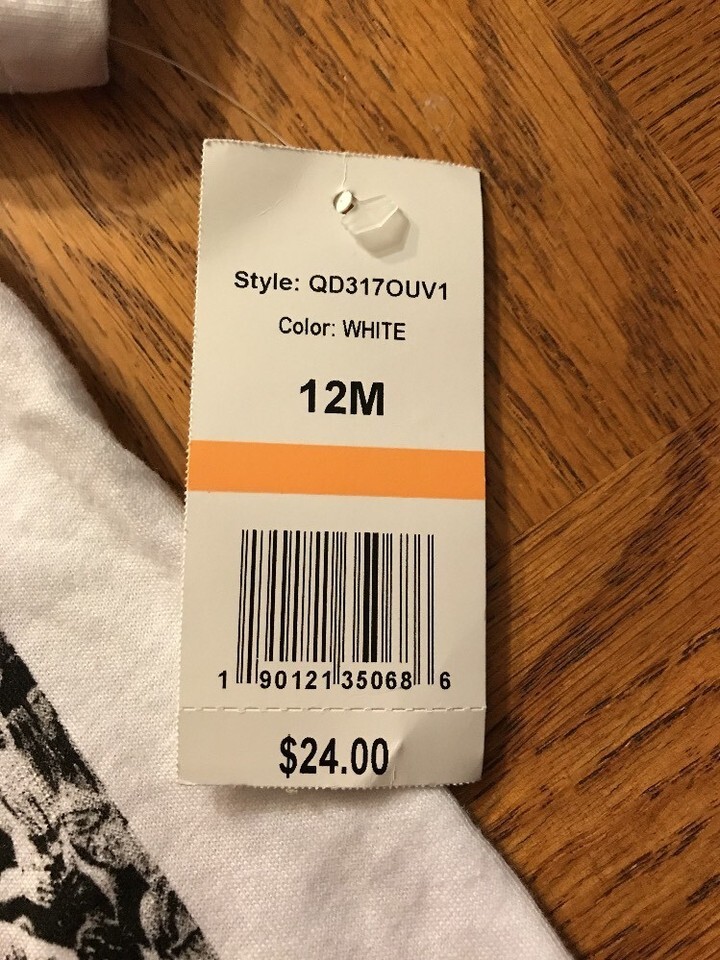 Style: QD317OUV1
Color: WHITE
12M
1 90121 35068 6
$24.00